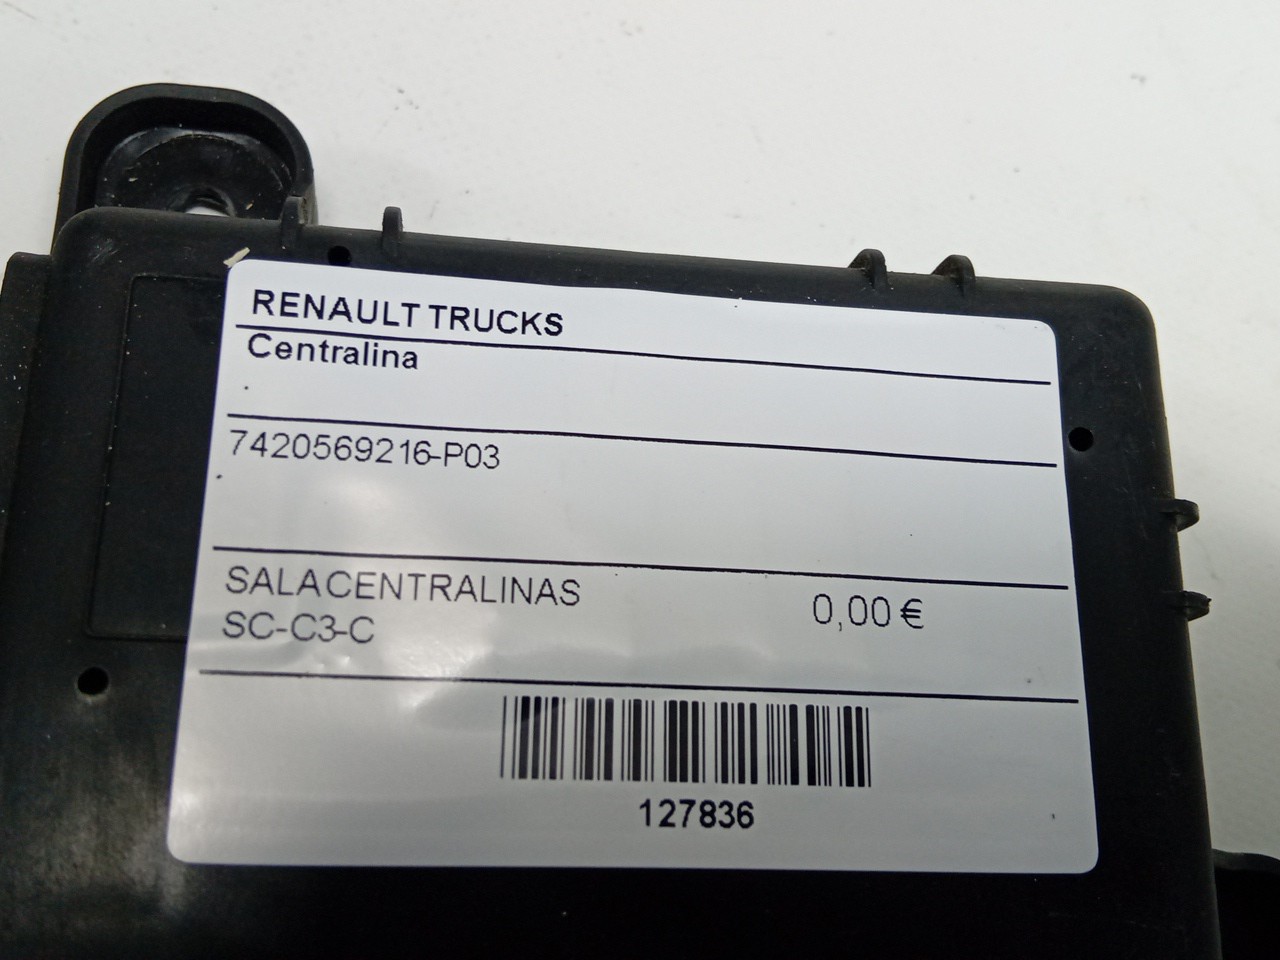 RENAULT TRUCKS
Centralina
.
7420569216-P03
SALACENTRALINAS 0,00 €
SC-C3-C
127836